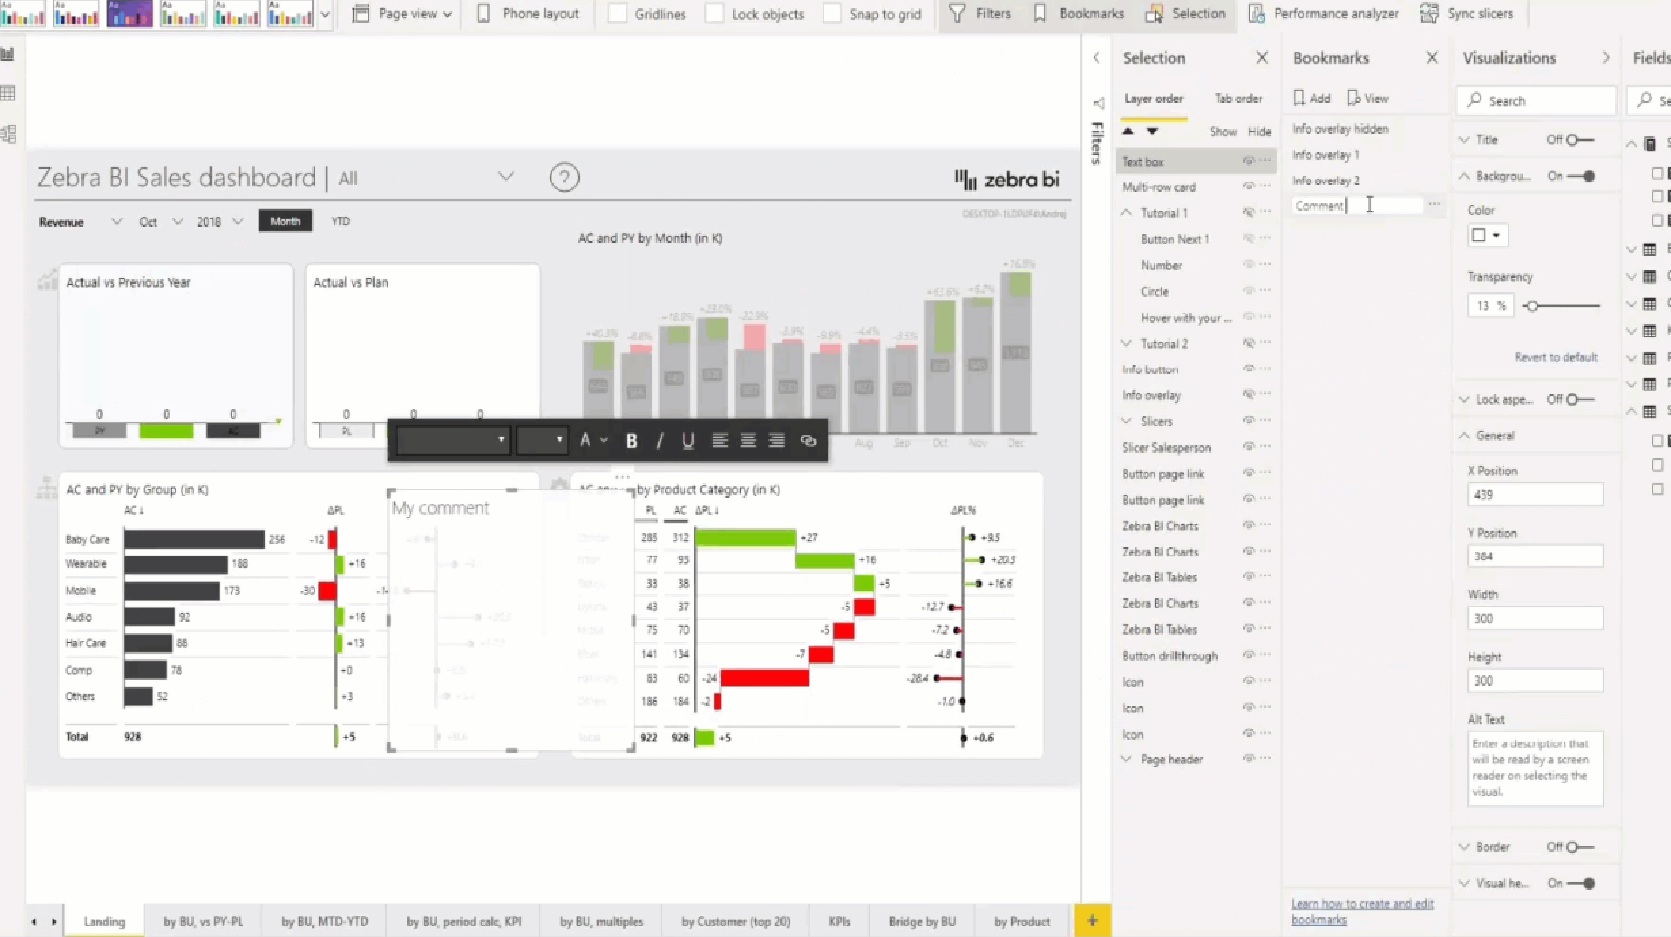 Page view
Phone layout
Gridlines
Lock objects
Snap to grid
Filters
Bookmarks
Selection
Performance analyzer
Sync slicers
Zebra BI Sales dashboard | All
?
zebra bi
Revenue
Oct
2018
Month
YTD
AC and PY by Month (in K)
Actual vs Previous Year
0
0
0
PY
AC
Actual vs Plan
0
0
0
PL
+16.8%
Aug
Sep
Oct
Nov
Dec
B
I
U
A
AC and PY by Group (in K)
AC ↓
ΔPL
Baby Care 256 -12
Wearable 188 +16
Mobile 173 -30
Audio 92 +16
Hair Care 88 +13
Comp 78 +0
Others 52 +3
Total 928 +5
My comment
by Product Category (in K)
PL AC ΔPL ↓ ΔPL%
285 312 +27 +9.5
77 93 +16 +20.5
33 38 +5 +16.6
43 37 -5 -12.7
75 70 -5 -7.2
141 134 -7 -4.8
83 60 -24 -28.4
186 184 -2 -1.0
922 928 +5 +0.6
Filters
Selection
Layer order
Tab order
Show
Hide
Text box
Multi-row card
Tutorial 1
Button Next 1
Number
Circle
Hover with your ...
Tutorial 2
Info button
Info overlay
Slicers
Slicer Salesperson
Button page link
Button page link
Zebra BI Charts
Zebra BI Charts
Zebra BI Tables
Zebra BI Charts
Zebra BI Tables
Button drillthrough
Icon
Icon
Icon
Page header
Bookmarks
Add
View
Info overlay hidden
Info overlay 1
Info overlay 2
Comment
Learn how to create and edit
bookmarks
Visualizations
Search
Title
Off
Backgrou...
On
Color
Transparency
13 %
Revert to default
Lock aspe...
Off
General
X Position
439
Y Position
384
Width
300
Height
300
Alt Text
Enter a description that
will be read by a screen
reader on selecting the
visual.
Border
Off
Visual he...
On
Fields
Landing
by BU, vs PY-PL
by BU, MTD-YTD
by BU, period calc, KPI
by BU, multiples
by Customer (top 20)
KPIs
Bridge by BU
by Product
+